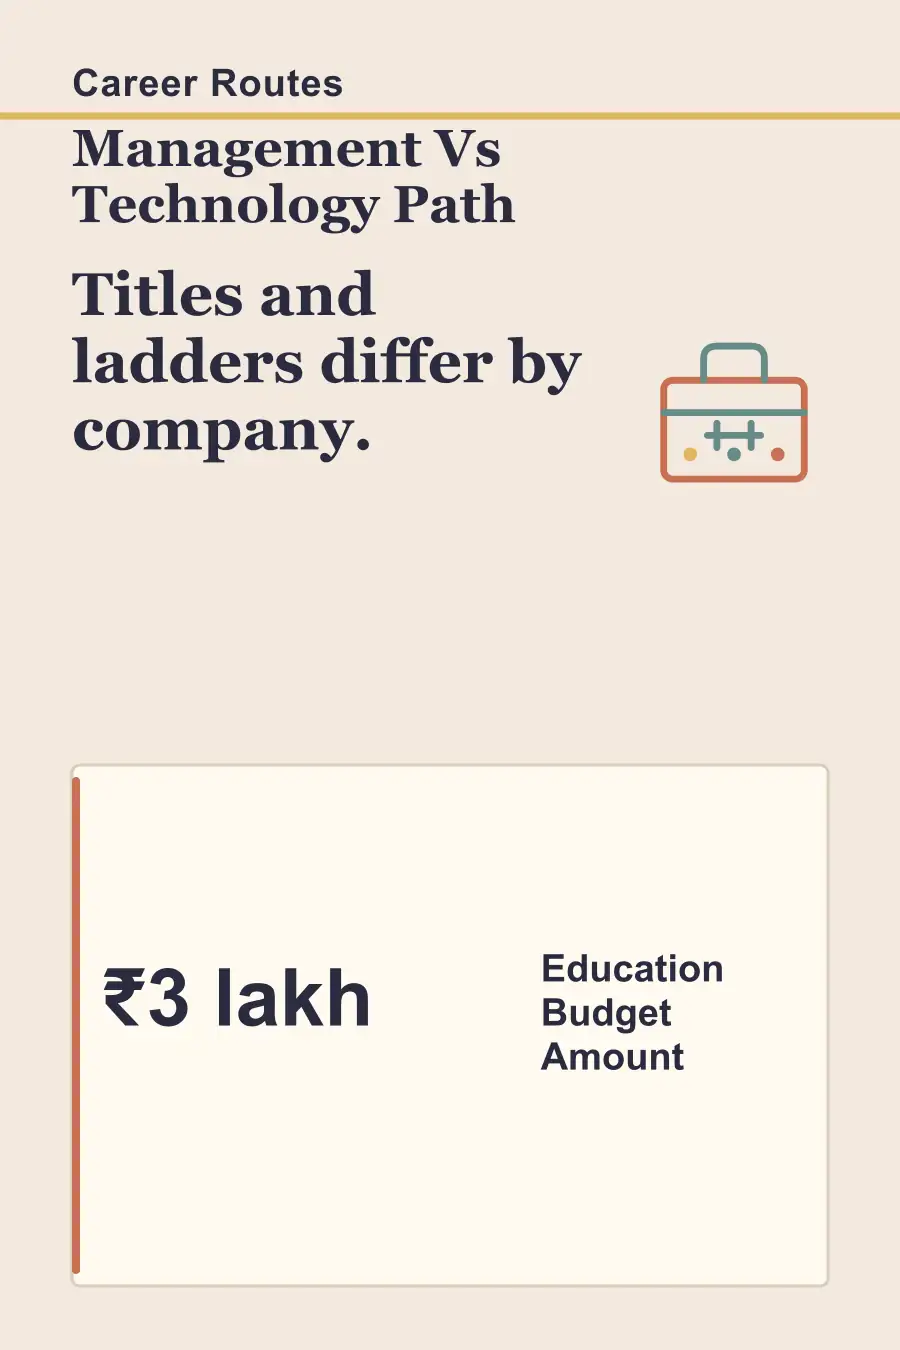 Career Routes
Management Vs
Technology Path
Titles and
ladders differ by
company.
₹3 lakh
Education
Budget
Amount